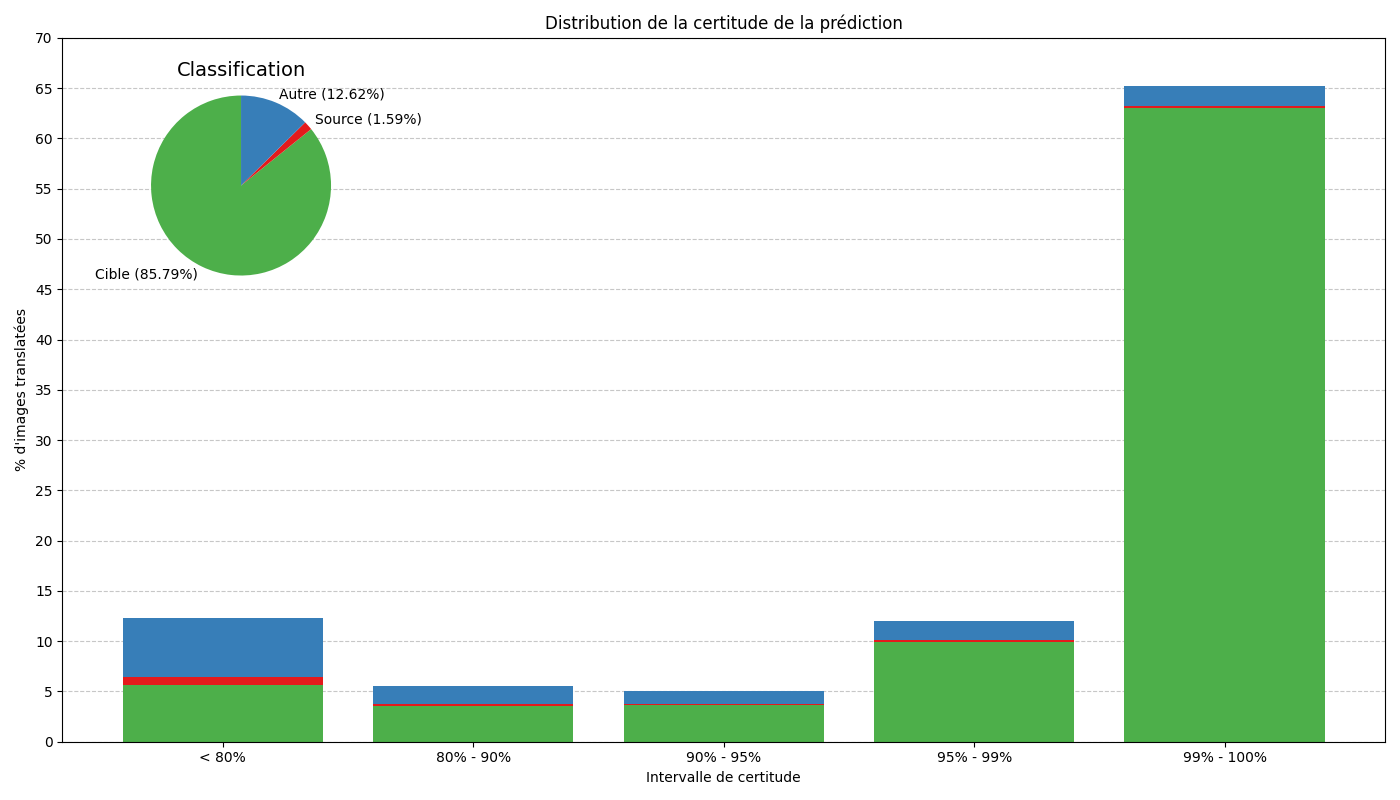 Distribution de la certitude de la prédiction
Classification
Autre (12.62%)
Source (1.59%)
Cible (85.79%)
% d'images translatées
70
65
60
55
50
45
40
35
30
25
20
15
10
5
0
< 80%
80% - 90%
90% - 95%
95% - 99%
99% - 100%
Intervalle de certitude